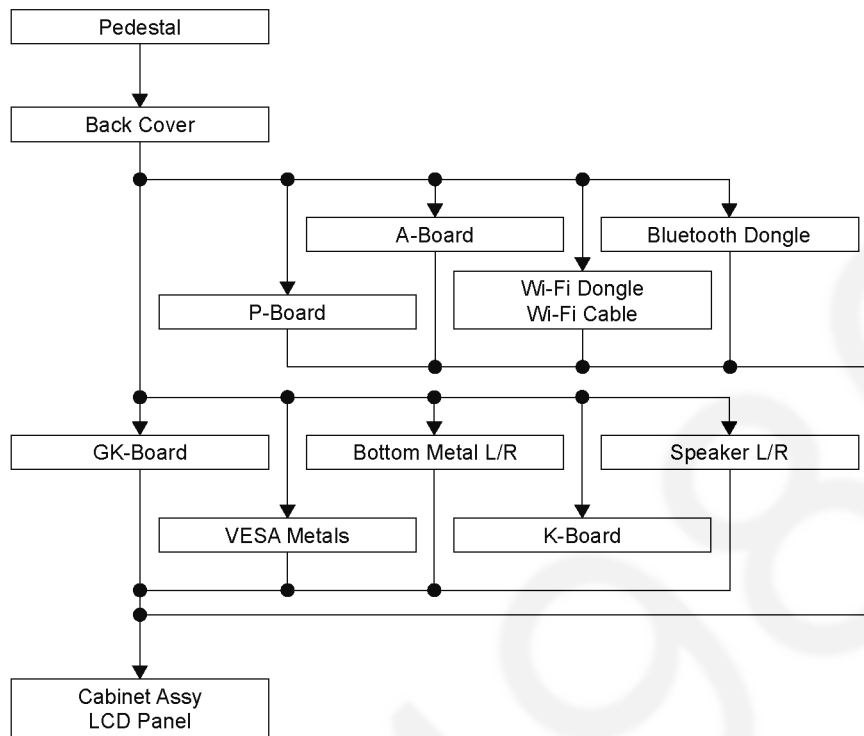 Pedestal
Back Cover
A-Board
Bluetooth Dongle
P-Board
Wi-Fi Dongle
Wi-Fi Cable
GK-Board
Bottom Metal L/R
Speaker L/R
VESA Metals
K-Board
Cabinet Assy
LCD Panel